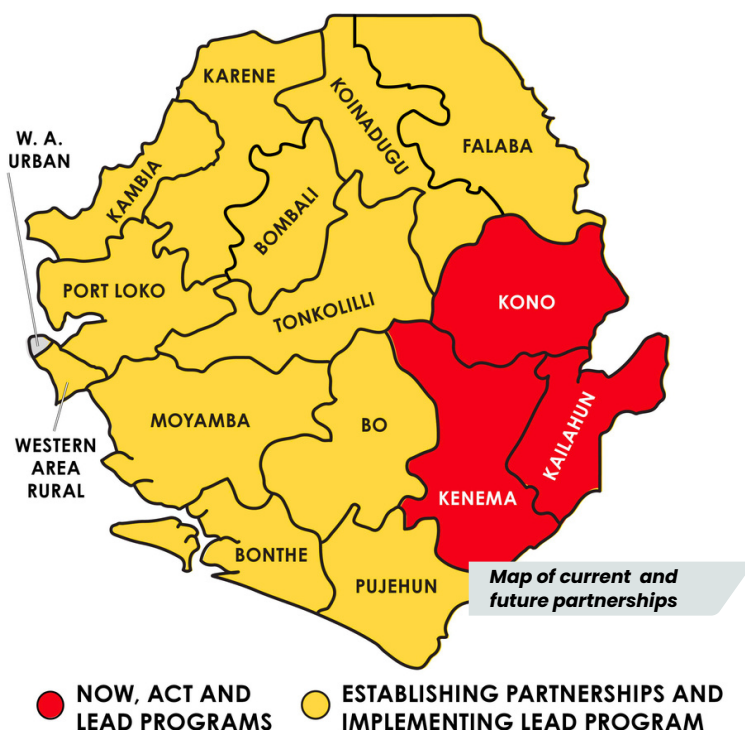 KARENE
KOINADUGU
W. A.
URBAN
FALABA
KAMBIA
BOMBALI
PORT LOKO
KONO
TONKOLILLI
MOYAMBA
BO
KAILAHUN
WESTERN
AREA
RURAL
KENEMA
BONTHE
PUJEHUN
Map of current and
future partnerships
NOW, ACT AND
LEAD PROGRAMS
ESTABLISHING PARTNERSHIPS AND
IMPLEMENTING LEAD PROGRAM